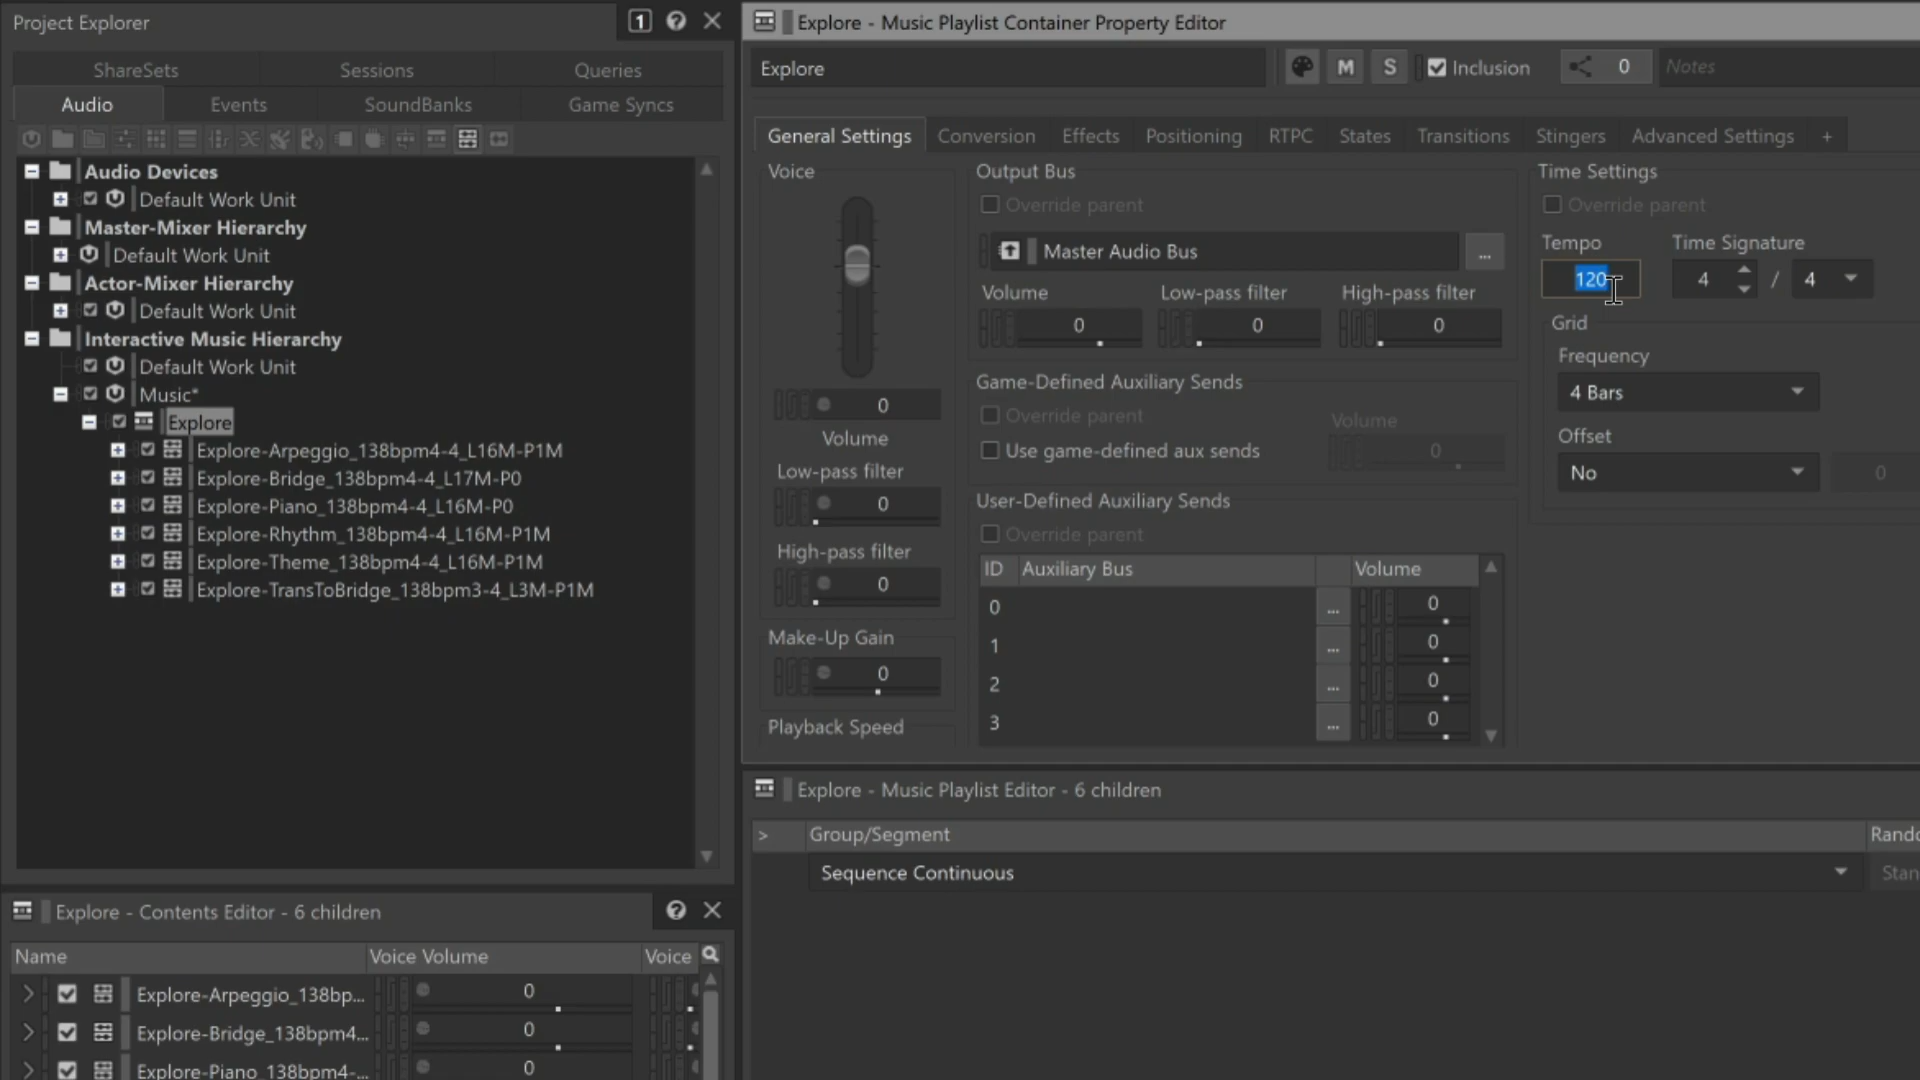 Project Explorer
1
ShareSets Sessions Queries
Audio Events SoundBanks Game Syncs
Audio Devices
Default Work Unit
Master-Mixer Hierarchy
Default Work Unit
Actor-Mixer Hierarchy
Default Work Unit
Interactive Music Hierarchy
Default Work Unit
Music*
Explore
Explore-Arpeggio_138bpm4-4_L16M-P1M
Explore-Bridge_138bpm4-4_L17M-P0
Explore-Piano_138bpm4-4_L16M-P0
Explore-Rhythm_138bpm4-4_L16M-P1M
Explore-Theme_138bpm4-4_L16M-P1M
Explore-TransToBridge_138bpm3-4_L3M-P1M
Explore - Contents Editor - 6 children
Name Voice Volume Voice
Explore-Arpeggio_138bp... 0
Explore-Bridge_138bpm4... 0
Explore-Piano_138bpm4-... 0
Explore - Music Playlist Container Property Editor
Explore M S Inclusion 0 Notes
General Settings Conversion Effects Positioning RTPC States Transitions Stingers Advanced Settings +
Voice
0
Volume
Low-pass filter
0
High-pass filter
0
Make-Up Gain
0
Playback Speed
Output Bus
Override parent
Master Audio Bus ...
Volume Low-pass filter High-pass filter
0 0 0
Game-Defined Auxiliary Sends
Override parent
Volume
Use game-defined aux sends 0
User-Defined Auxiliary Sends
Override parent
ID Auxiliary Bus Volume
0 ... 0
1 ... 0
2 ... 0
3 ... 0
Time Settings
Override parent
Tempo Time Signature
120 4 / 4
Grid
Frequency
4 Bars
Offset
No 0
Explore - Music Playlist Editor - 6 children
> Group/Segment Rando
Sequence Continuous Stan